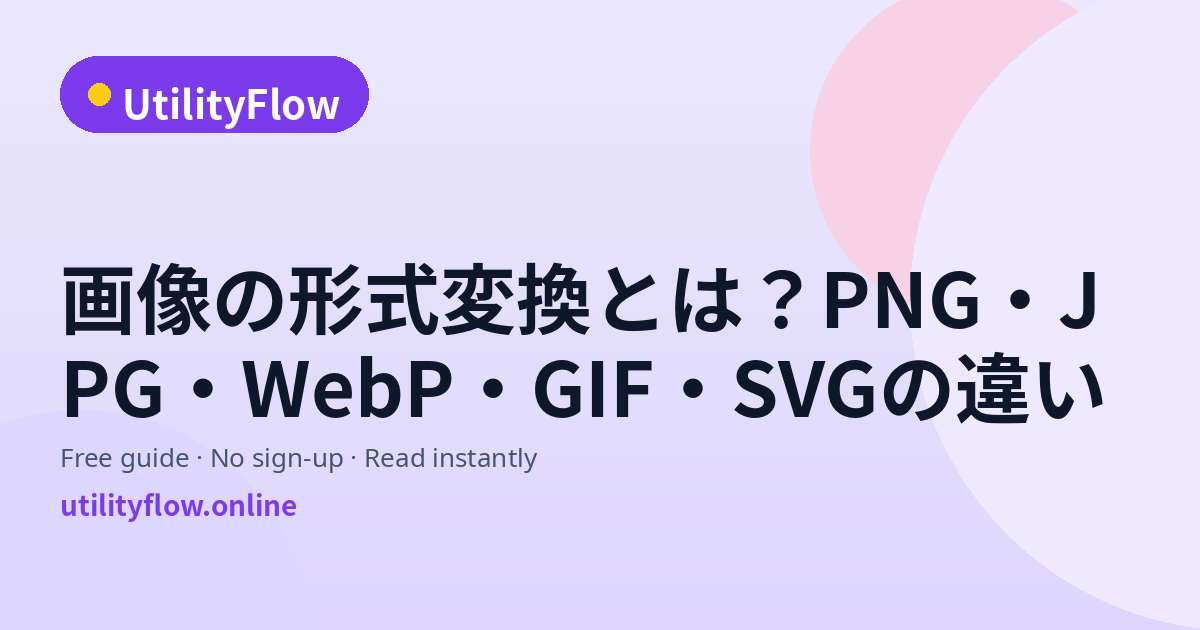 UtilityFlow
画像の形式変換とは？PNG・J
PG・WebP・GIF・SVGの違い
Free guide · No sign-up · Read instantly
utilityflow.online